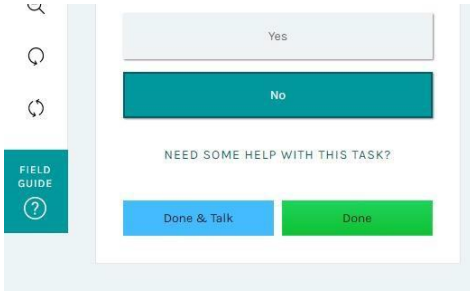 Yes
No
NEED SOME HELP WITH THIS TASK?
FIELD
GUIDE
?
Done & Talk
Done